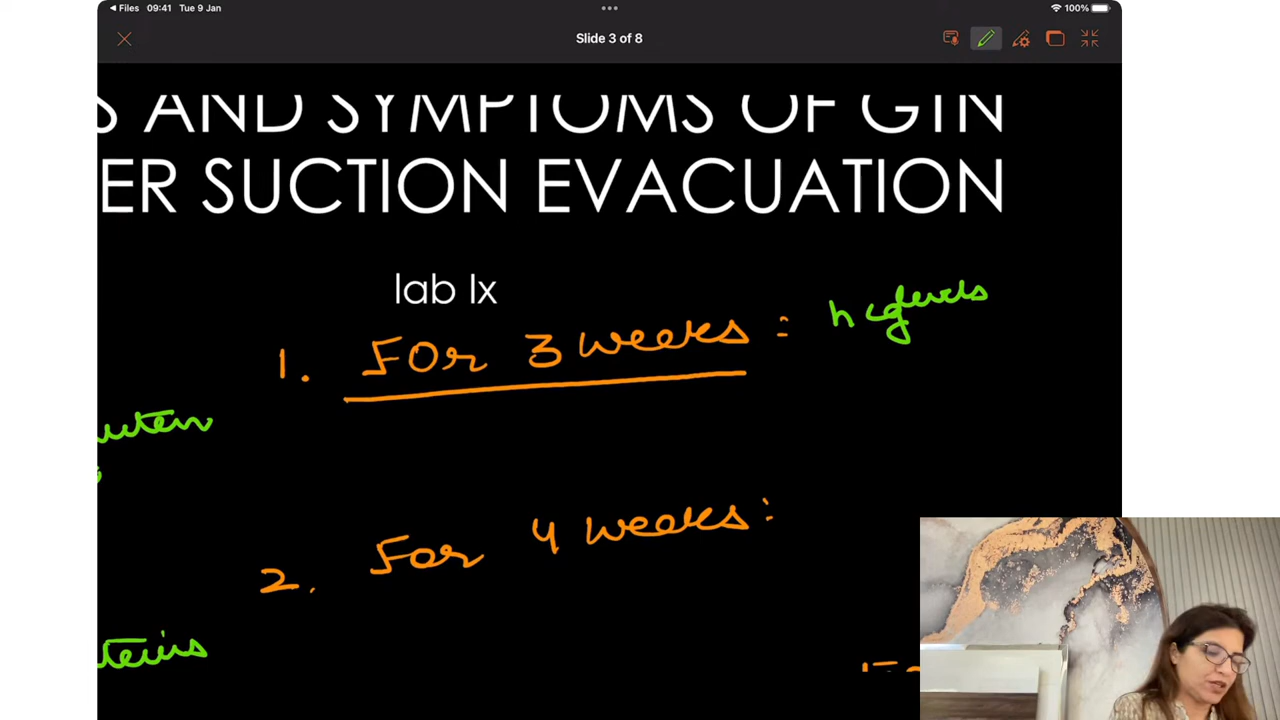 Files 09:41 Tue 9 Jan 100%
Slide 3 of 8
S AND SYMPTOMS OF GTN
ER SUCTION EVACUATION
lab Ix
1. For 3 weeks : hcg levels
2. For 4 weeks :